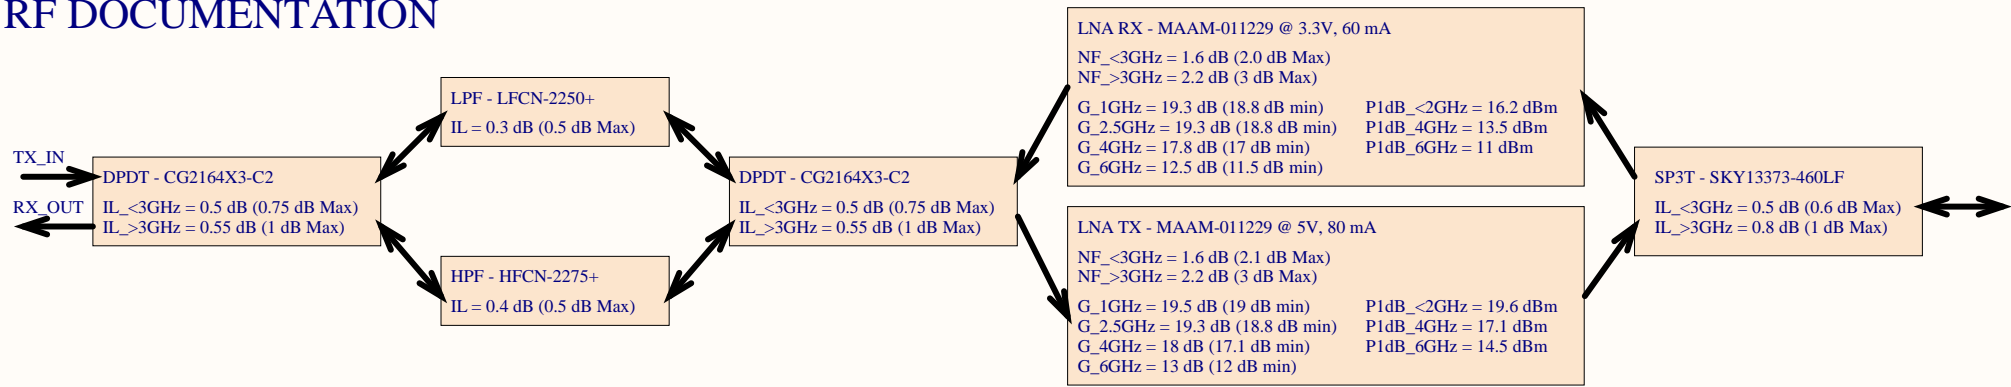 RF DOCUMENTATION
TX_IN
RX_OUT
DPDT - CG2164X3-C2
IL_<3GHz = 0.5 dB (0.75 dB Max)
IL_>3GHz = 0.55 dB (1 dB Max)
LPF - LFCN-2250+
IL = 0.3 dB (0.5 dB Max)
HPF - HFCN-2275+
IL = 0.4 dB (0.5 dB Max)
DPDT - CG2164X3-C2
IL_<3GHz = 0.5 dB (0.75 dB Max)
IL_>3GHz = 0.55 dB (1 dB Max)
LNA RX - MAAM-011229 @ 3.3V, 60 mA
NF_<3GHz = 1.6 dB (2.0 dB Max)
NF_>3GHz = 2.2 dB (3 dB Max)
G_1GHz = 19.3 dB (18.8 dB min) P1dB_<2GHz = 16.2 dBm
G_2.5GHz = 19.3 dB (18.8 dB min) P1dB_4GHz = 13.5 dBm
G_4GHz = 17.8 dB (17 dB min) P1dB_6GHz = 11 dBm
G_6GHz = 12.5 dB (11.5 dB min)
LNA TX - MAAM-011229 @ 5V, 80 mA
NF_<3GHz = 1.6 dB (2.1 dB Max)
NF_>3GHz = 2.2 dB (3 dB Max)
G_1GHz = 19.5 dB (19 dB min) P1dB_<2GHz = 19.6 dBm
G_2.5GHz = 19.3 dB (18.8 dB min) P1dB_4GHz = 17.1 dBm
G_4GHz = 18 dB (17.1 dB min) P1dB_6GHz = 14.5 dBm
G_6GHz = 13 dB (12 dB min)
SP3T - SKY13373-460LF
IL_<3GHz = 0.5 dB (0.6 dB Max)
IL_>3GHz = 0.8 dB (1 dB Max)